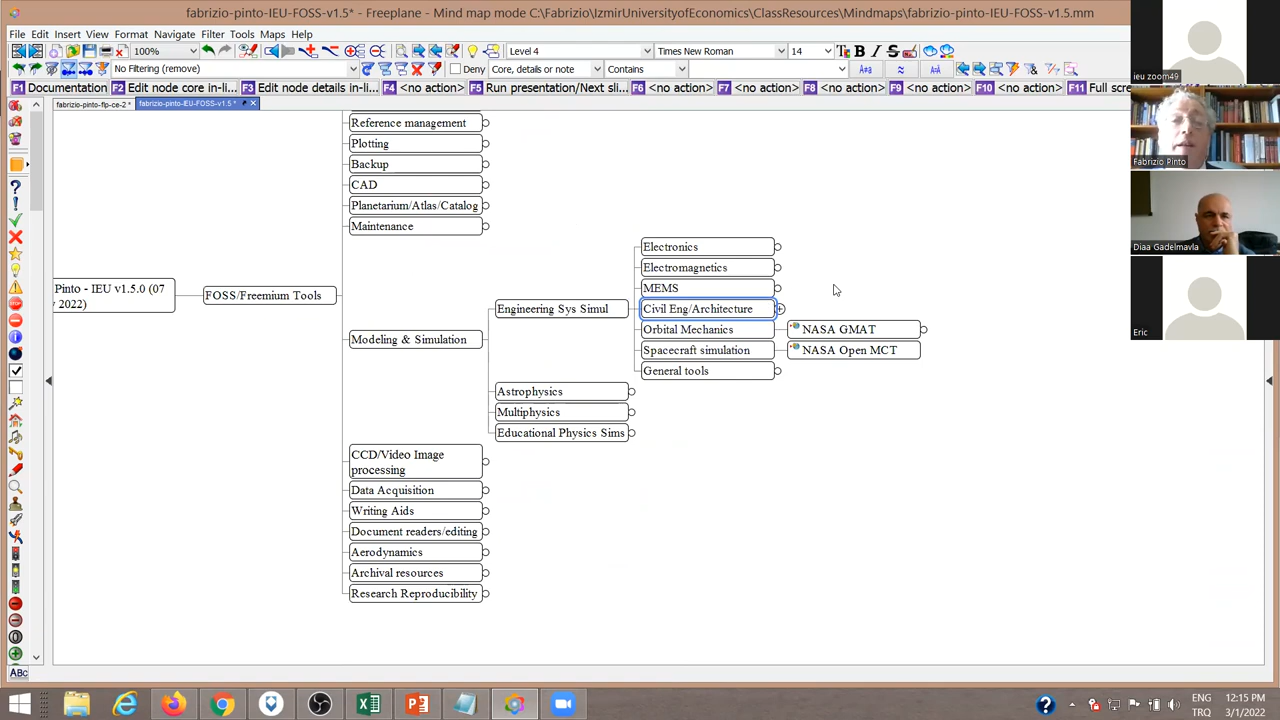 fabrizio-pinto-IEU-FOSS-v1.5* - Freeplane - Mind map mode C:\Fabrizio\IzmirUniversityofEconomics\ClassResources\Mindmaps\fabrizio-pinto-IEU-FOSS-v1.5.mm
File Edit Insert View Format Navigate Filter Tools Maps Help
100% Level 4 Times New Roman 14
No Filtering (remove) Deny Core, details or note Contains
F1 Documentation F2 Edit node core in-li... F3 Edit node details in-li... F4 <no action> F5 Run presentation/Next sli... F6 <no action> F7 <no action> F8 <no action> F9 <no action> F10 <no action> F11 Full scre
fabrizio-pinto-flp-ce-2 * fabrizio-pinto-IEU-FOSS-v1.5 *
Pinto - IEU v1.5.0 (07
2022)
FOSS/Freemium Tools
Reference management
Plotting
Backup
CAD
Planetarium/Atlas/Catalog
Maintenance
Modeling & Simulation
Engineering Sys Simul
Electronics
Electromagnetics
MEMS
Civil Eng/Architecture
Orbital Mechanics
NASA GMAT
Spacecraft simulation
NASA Open MCT
General tools
Astrophysics
Multiphysics
Educational Physics Sims
CCD/Video Image
processing
Data Acquisition
Writing Aids
Document readers/editing
Aerodynamics
Archival resources
Research Reproducibility
ABc
ieu zoom49
Fabrizio Pinto
Diaa Gadelmavla
Eric
ENG
TRQ
12:15 PM
3/1/2022